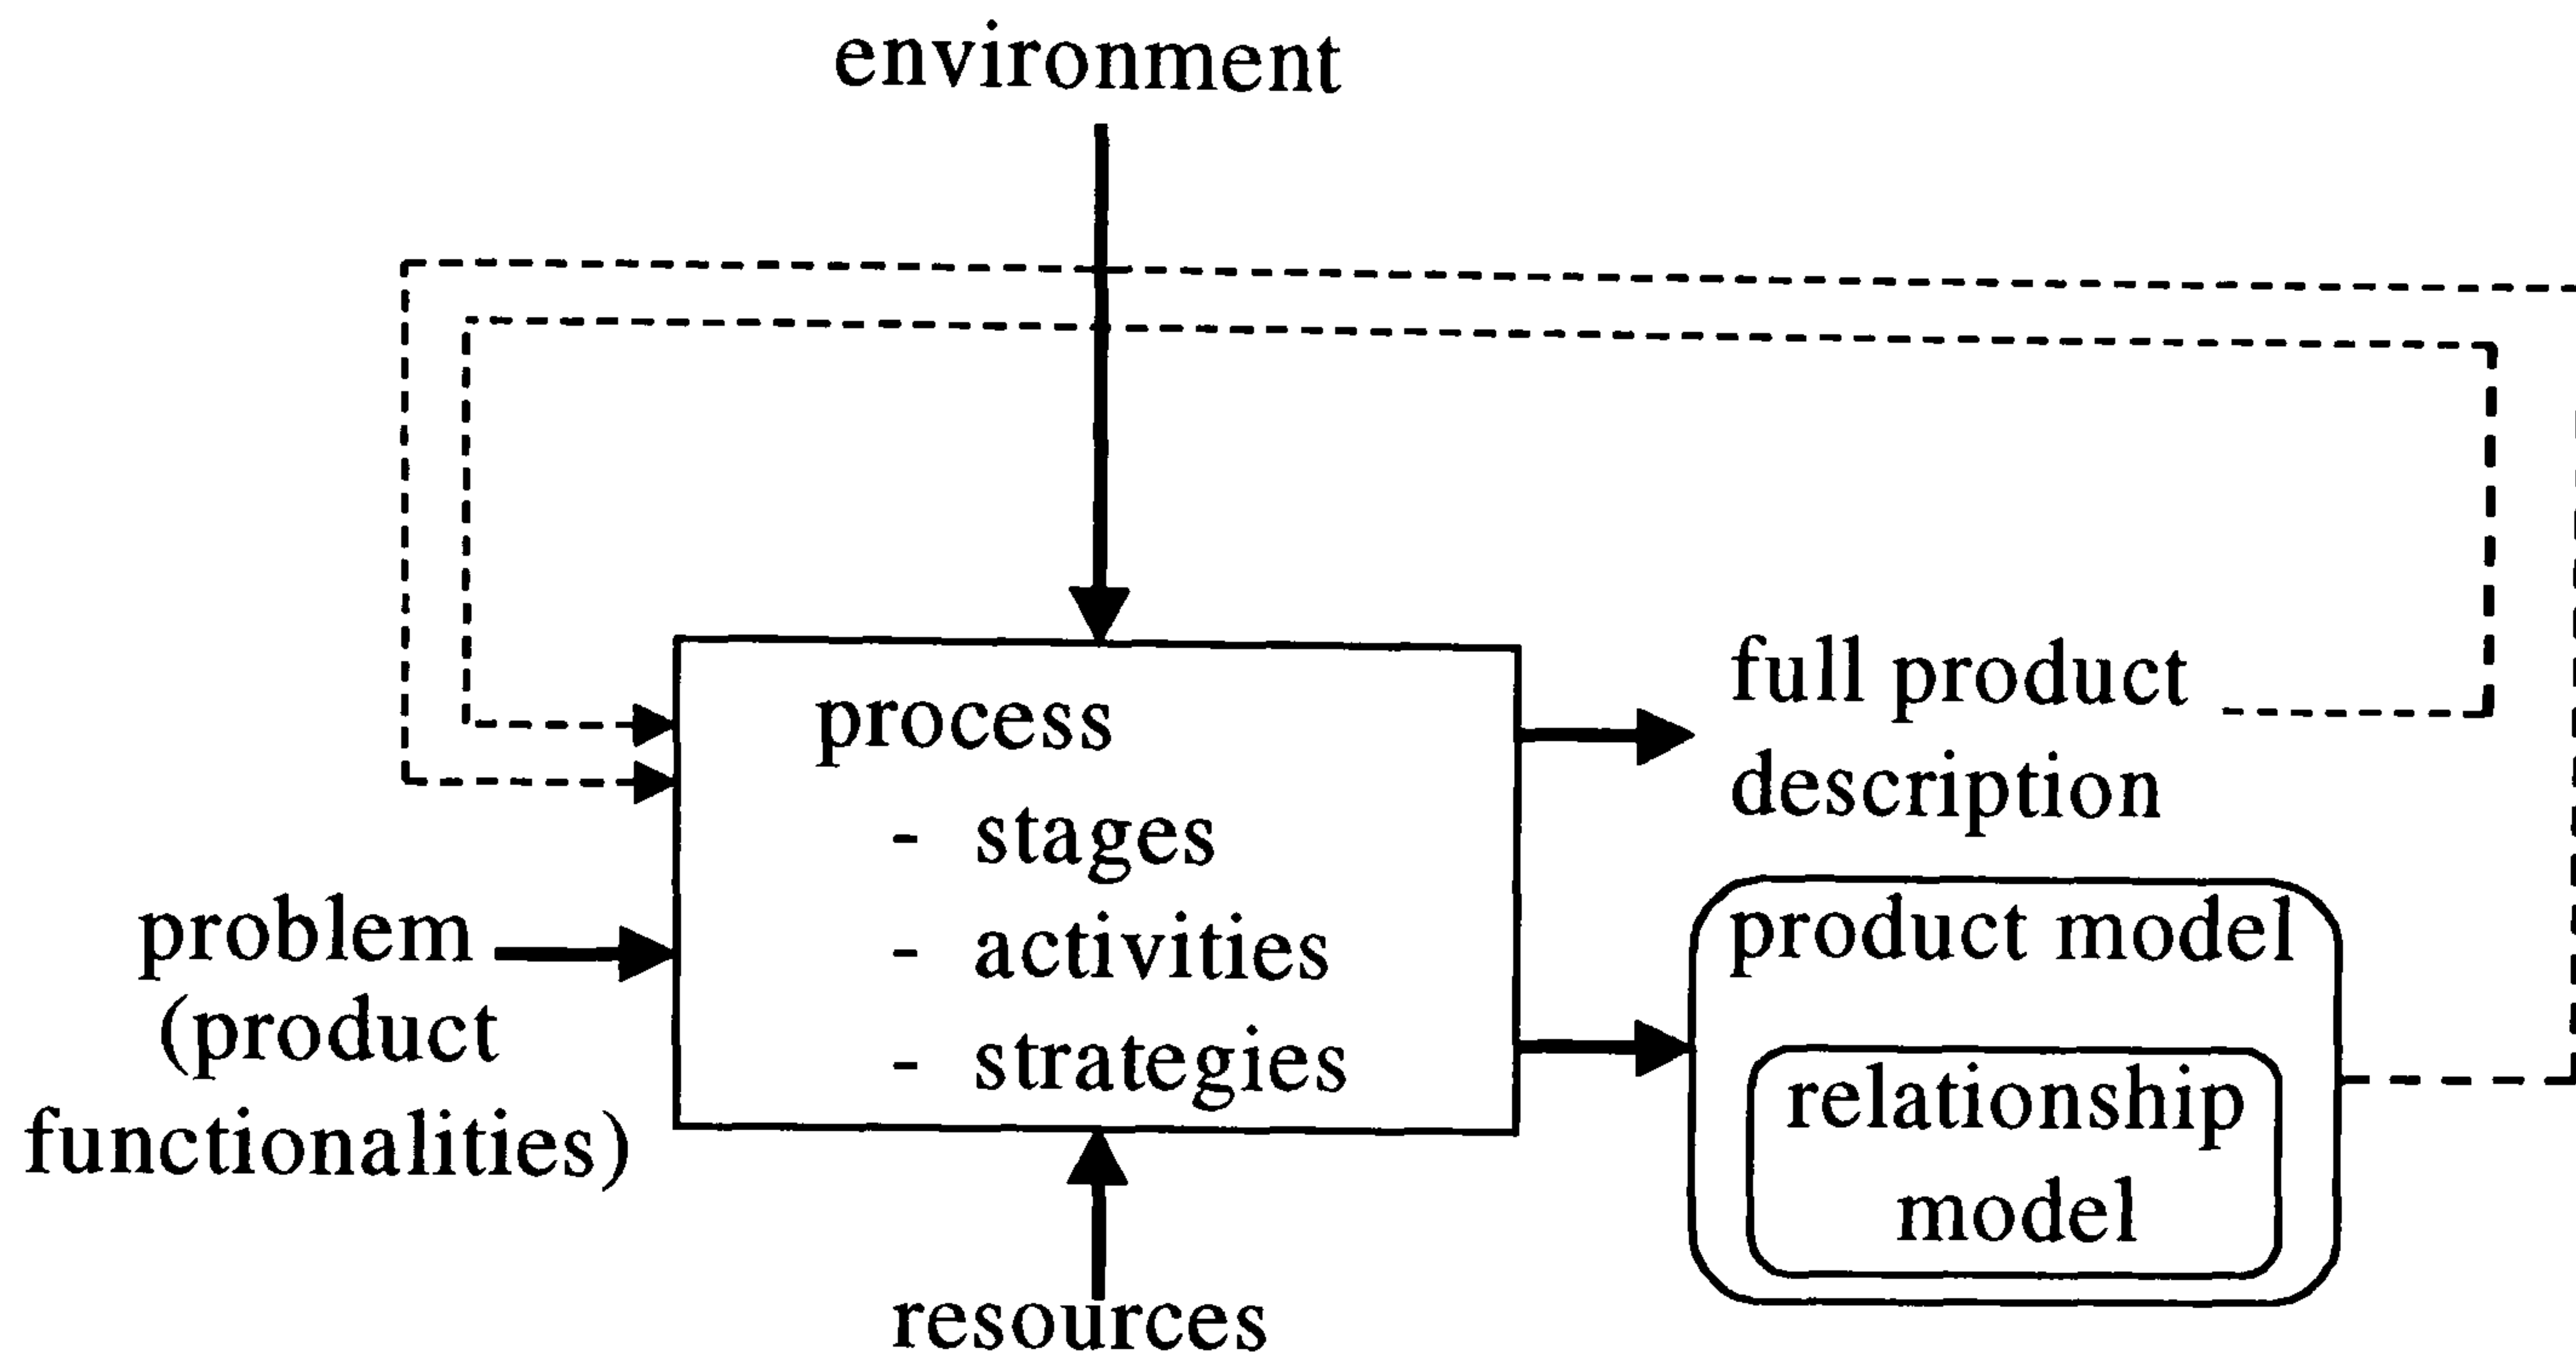 environment
process
- stages
- activities
- strategies
problem
(product
functionalities)
full product
description
product model
relationship
model
resources